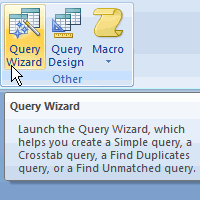 Query Wizard
Query Design
Macro
Other
Query Wizard
Launch the Query Wizard, which
helps you create a Simple query, a
Crosstab query, a Find Duplicates
query, or a Find Unmatched query.